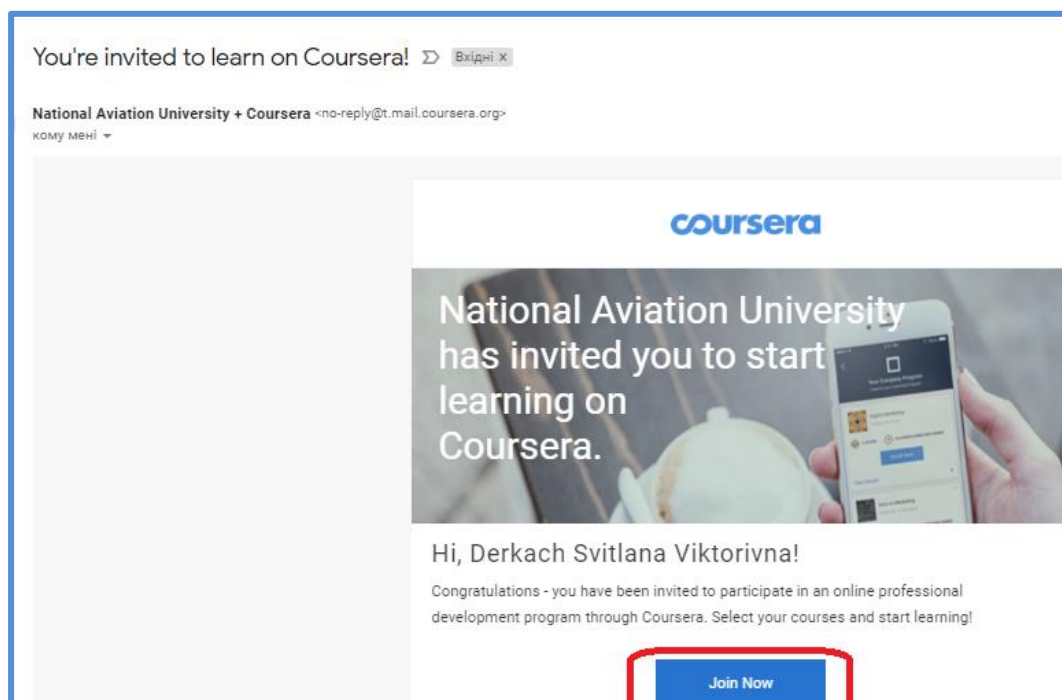 You're invited to learn on Coursera!
Вхідні x
National Aviation University + Coursera <no-reply@t.mail.coursera.org>
кому мені
coursera
National Aviation University
has invited you to start
learning on
Coursera.
Hi, Derkach Svitlana Viktorivna!
Congratulations - you have been invited to participate in an online professional
development program through Coursera. Select your courses and start learning!
Join Now